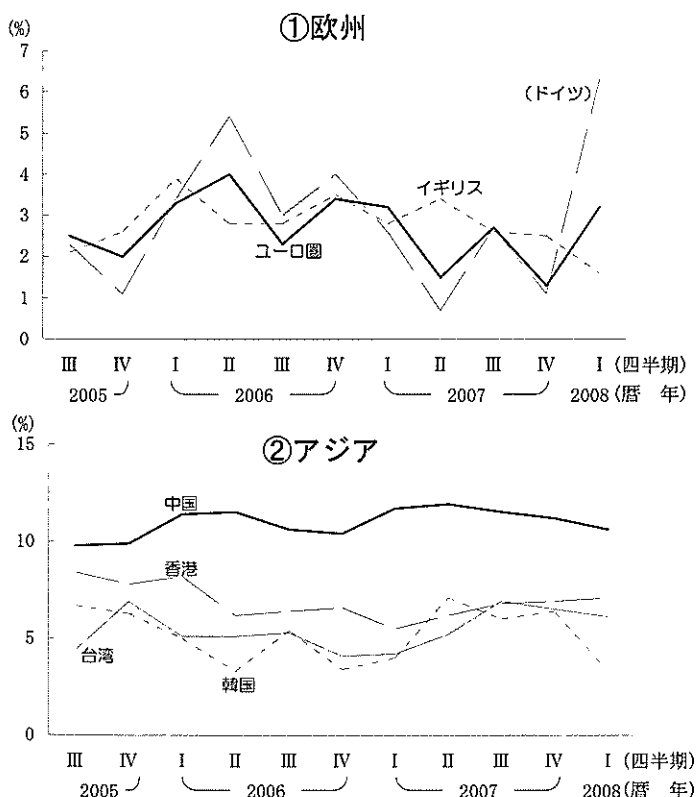 ①欧州
(%)
7
6
5
4
3
2
1
0
(ドイツ)
イギリス
ユーロ圏
Ⅲ Ⅳ Ⅰ Ⅱ Ⅲ Ⅳ Ⅰ Ⅱ Ⅲ Ⅳ Ⅰ (四半期)
2005 2006 2007 2008 (暦 年)
②アジア
(%)
15
10
5
0
中国
香港
台湾
韓国
Ⅲ Ⅳ Ⅰ Ⅱ Ⅲ Ⅳ Ⅰ Ⅱ Ⅲ Ⅳ Ⅰ (四半期)
2005 2006 2007 2008 (暦 年)